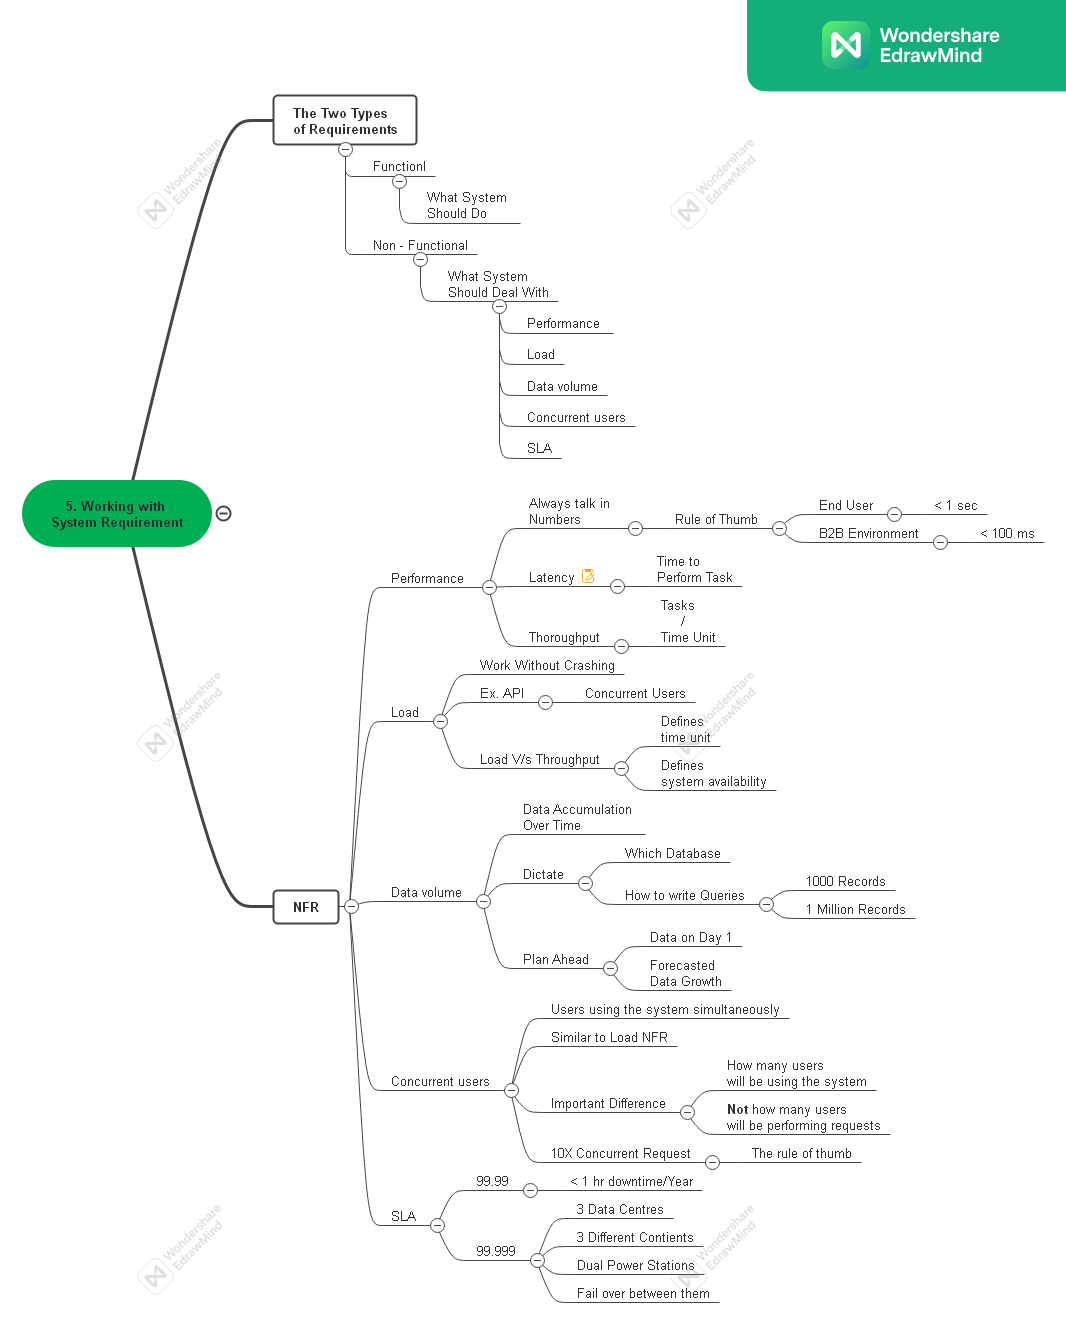 Wondershare
EdrawMind
The Two Types
of Requirements
Functionl
What System
Should Do
Non - Functional
What System
Should Deal With
Performance
Load
Data volume
Concurrent users
SLA
5. Working with
System Requirement
Performance
Always talk in
Numbers
Rule of Thumb
End User
< 1 sec
B2B Environment
< 100 ms
Latency
Time to
Perform Task
Thoroughput
Tasks
/
Time Unit
Load
Work Without Crashing
Ex. API
Concurrent Users
Load V/s Throughput
Defines
time unit
Defines
system availability
NFR
Data volume
Data Accumulation
Over Time
Dictate
Which Database
How to write Queries
1000 Records
1 Million Records
Plan Ahead
Data on Day 1
Forecasted
Data Growth
Concurrent users
Users using the system simultaneously
Similar to Load NFR
Important Difference
How many users
will be using the system
Not how many users
will be performing requests
10X Concurrent Request
The rule of thumb
SLA
99.99
< 1 hr downtime/Year
99.999
3 Data Centres
3 Different Contients
Dual Power Stations
Fail over between them
Wondershare
EdrawMind
Wondershare
EdrawMind
Wondershare
EdrawMind
Wondershare
EdrawMind
Wondershare
EdrawMind
Wondershare
EdrawMind